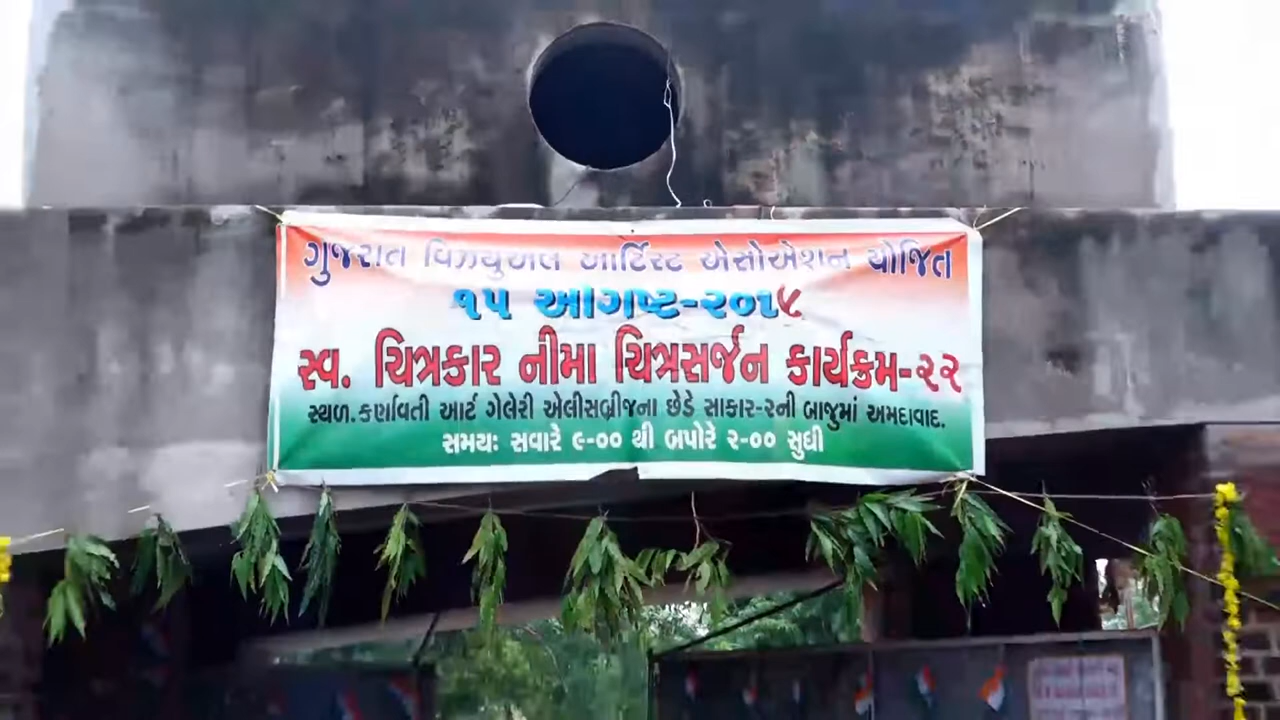 ગુજરાત વિઝ્યુઅલ આર્ટિસ્ટ એસોએશન યોજિત
૧૫ આગષ્ટ-૨૦૧૯
સ્વ. ચિત્રકાર નીમા ચિત્રસર્જન કાર્યક્રમ-૨૨
સ્થળ.કર્ણાવતી આર્ટ ગેલેરી એલીસબ્રીજના છેડે સાકાર-૨ની બાજુમાં અમદાવાદ.
સમયઃ સવારે ૯-૦૦ થી બપોરે ૨-૦૦ સુધી